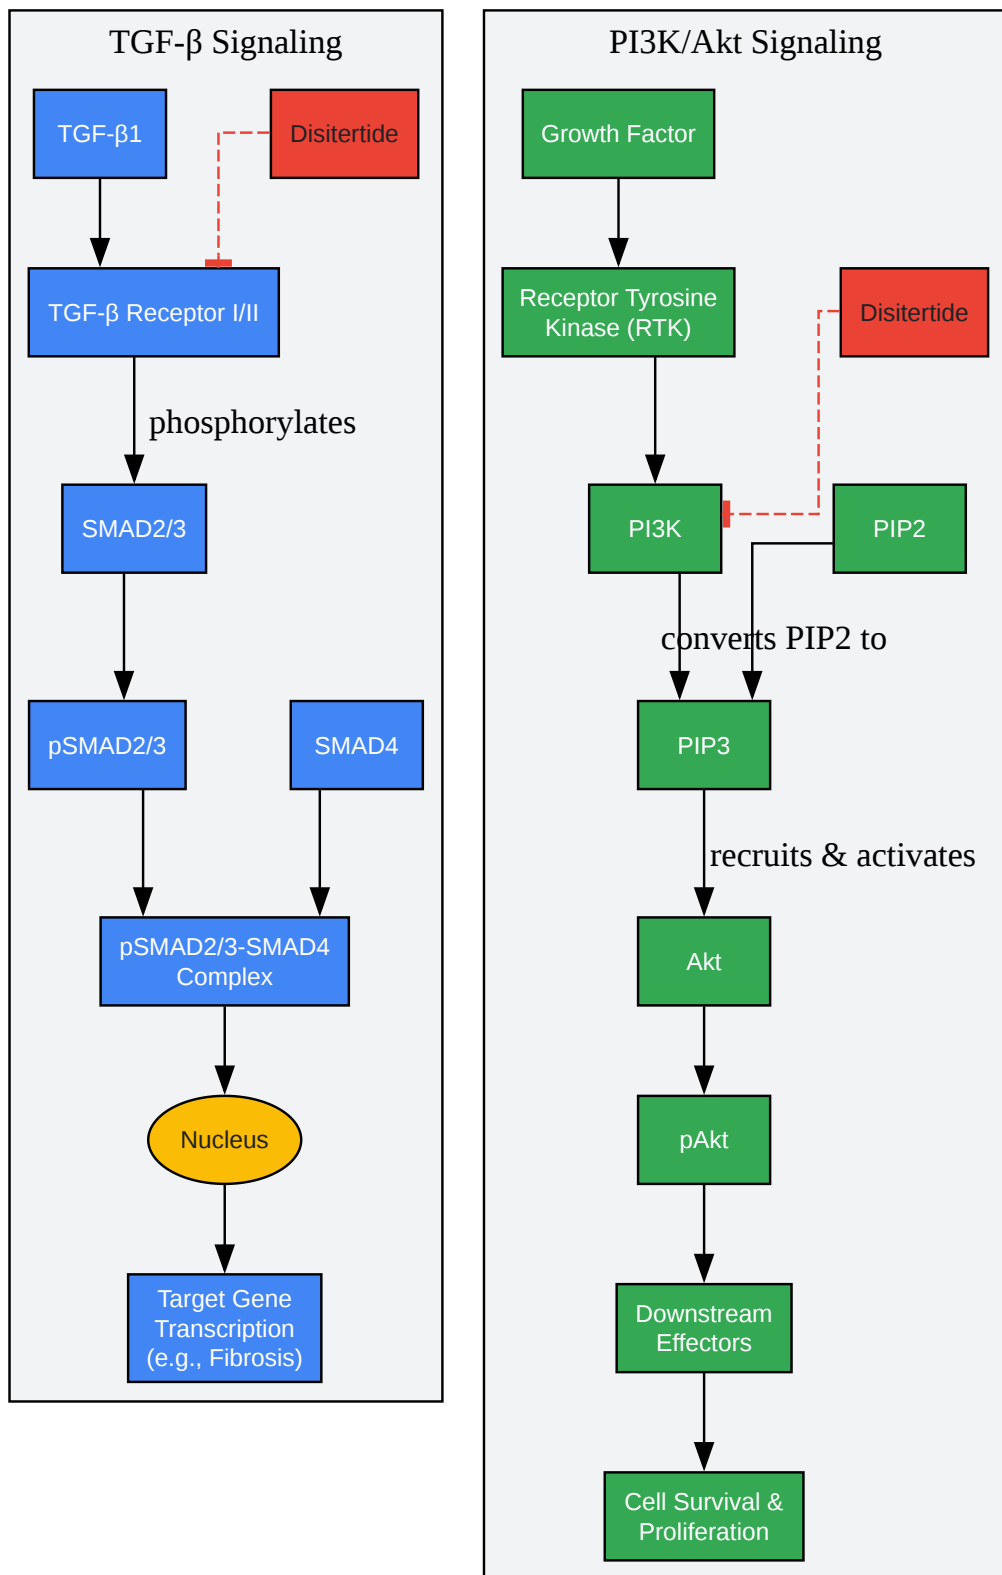 TGF-β Signaling
TGF-β1
Disitertide
TGF-β Receptor I/II
phosphorylates
SMAD2/3
pSMAD2/3
SMAD4
pSMAD2/3-SMAD4
Complex
Nucleus
Target Gene
Transcription
(e.g., Fibrosis)
PI3K/Akt Signaling
Growth Factor
Receptor Tyrosine
Kinase (RTK)
Disitertide
PI3K
PIP2
converts PIP2 to
PIP3
recruits & activates
Akt
pAkt
Downstream
Effectors
Cell Survival &
Proliferation